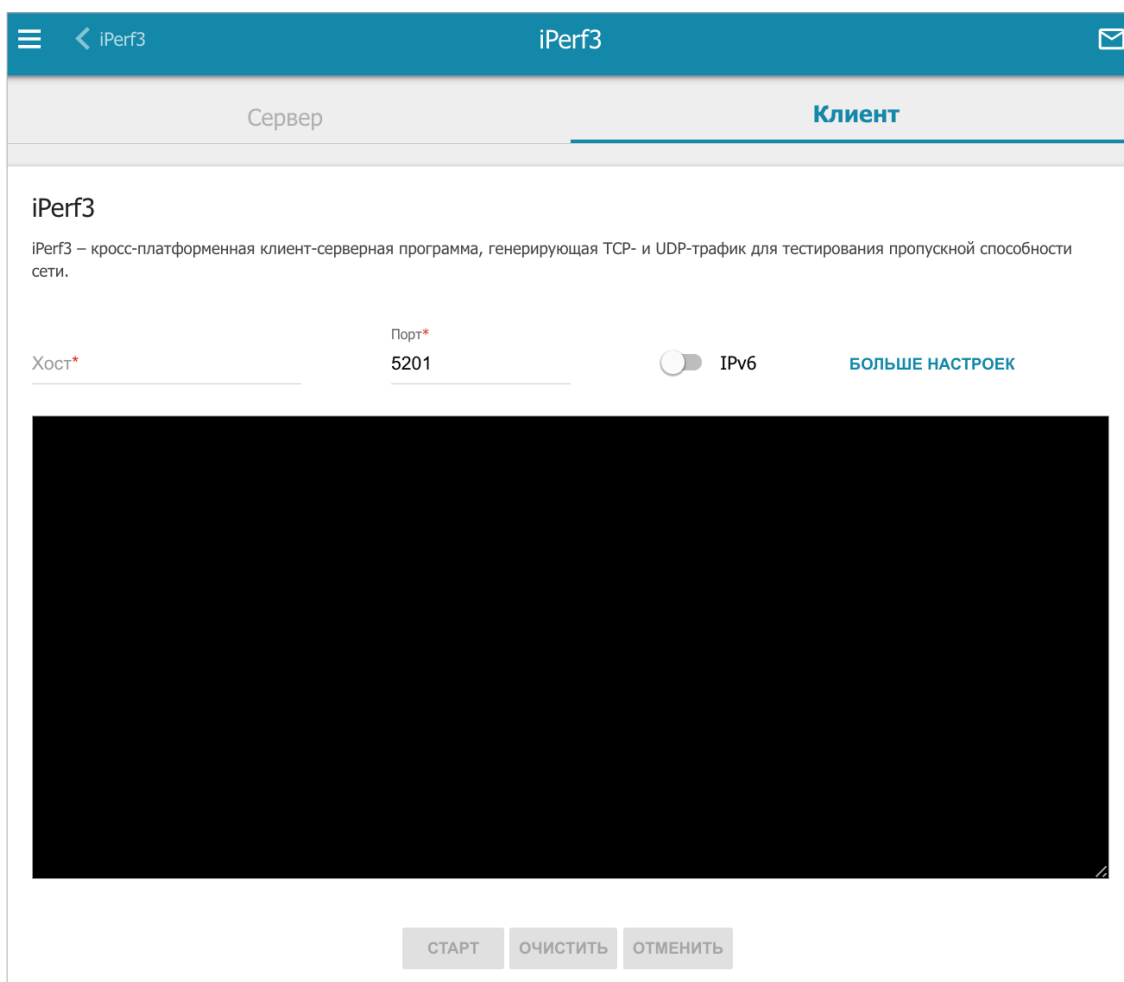 iPerf3
iPerf3
Сервер
Клиент
iPerf3
iPerf3 – кросс-платформенная клиент-серверная программа, генерирующая TCP- и UDP-трафик для тестирования пропускной способности
сети.
Хост*
Порт*
5201
IPv6
БОЛЬШЕ НАСТРОЕК
СТАРТ
ОЧИСТИТЬ
ОТМЕНИТЬ